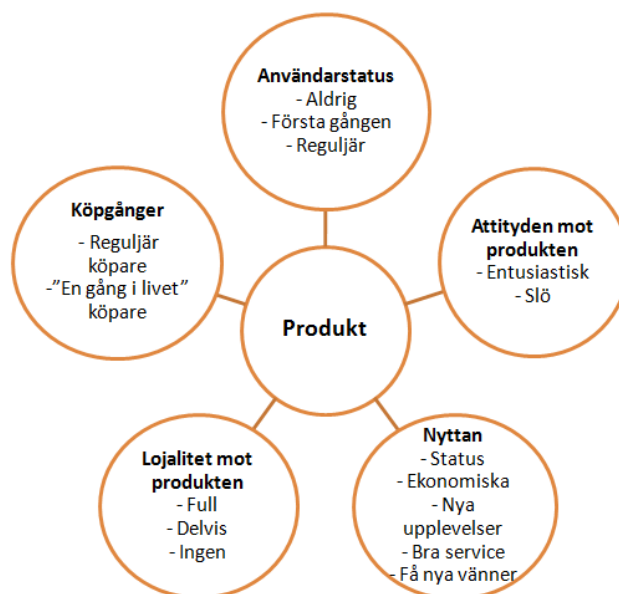 Användarstatus
- Aldrig
- Första gången
- Reguljär
Köpgånger
- Reguljär
köpare
-”En gång i livet”
köpare
Attityden mot
produkten
- Entusiastisk
- Slö
Produkt
Lojalitet mot
produkten
- Full
- Delvis
- Ingen
Nyttan
- Status
- Ekonomiska
- Nya
upplevelser
- Bra service
- Få nya vänner